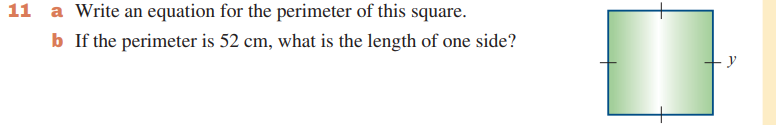 11 a Write an equation for the perimeter of this square.
b If the perimeter is 52 cm, what is the length of one side?
y